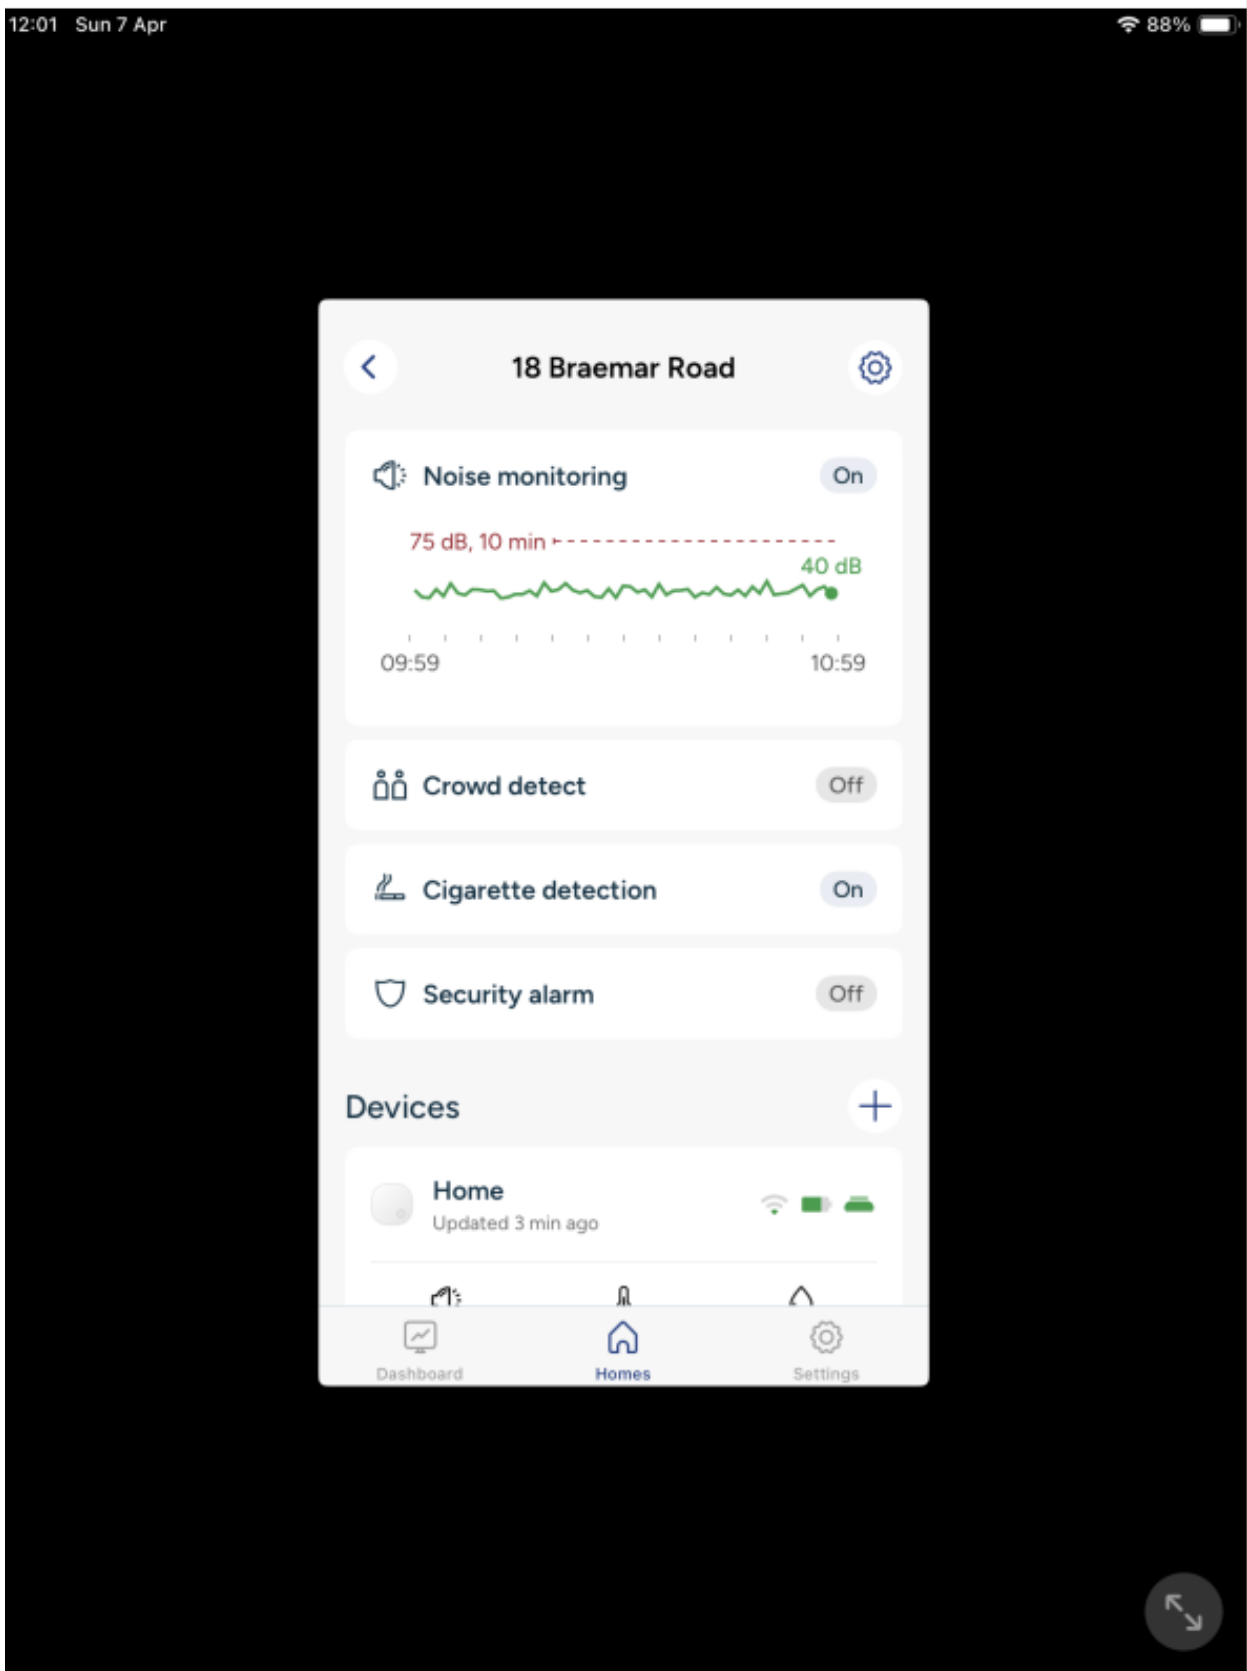 12:01 Sun 7 Apr 88%
18 Braemar Road
Noise monitoring On
75 dB, 10 min
40 dB
09:59 10:59
Crowd detect Off
Cigarette detection On
Security alarm Off
Devices
Home
Updated 3 min ago
Dashboard Homes Settings